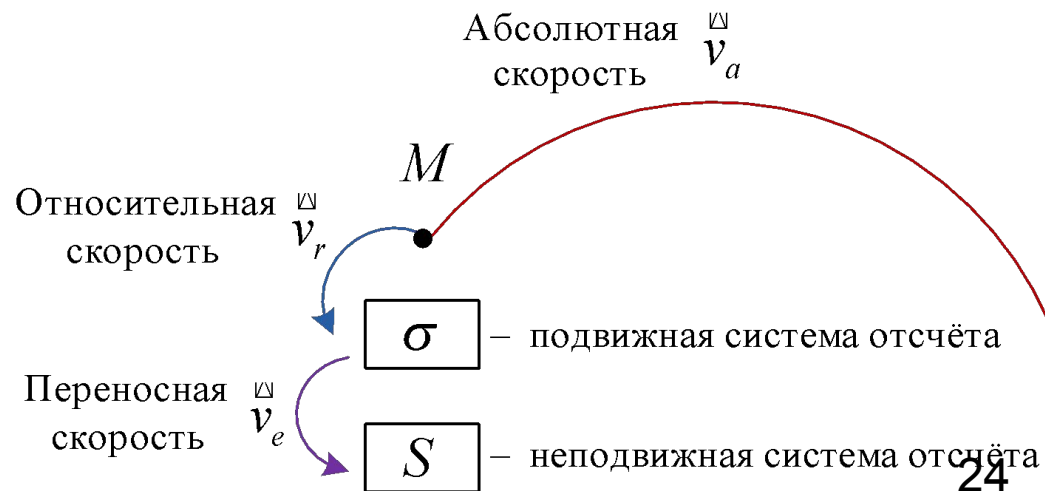 Абсолютная v_a
скорость
M
Относительная v_r
скорость
σ – подвижная система отсчёта
Переносная v_e
скорость
S – неподвижная система отсчёта
24